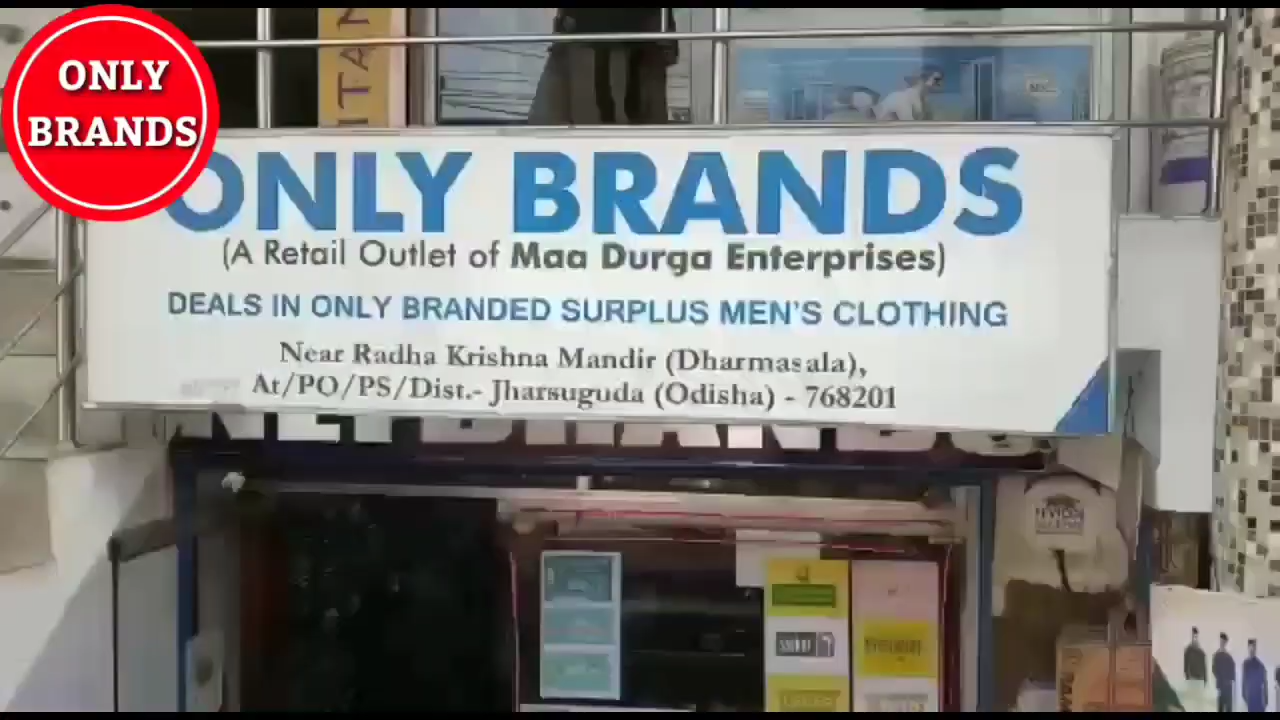 ONLY
BRANDS
ITAN
ONLY BRANDS
(A Retail Outlet of Maa Durga Enterprises)
DEALS IN ONLY BRANDED SURPLUS MEN'S CLOTHING
Near Radha Krishna Mandir (Dharmasala),
At/PO/PS/Dist.- Jharsuguda (Odisha) - 768201